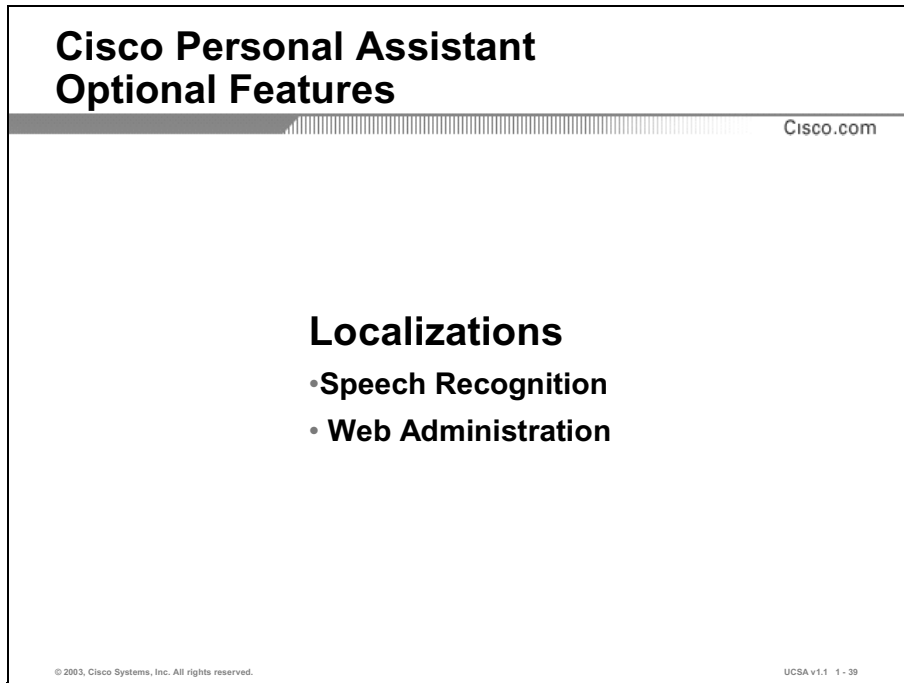 Cisco Personal Assistant
Optional Features
Cisco.com
Localizations
•Speech Recognition
• Web Administration
© 2003, Cisco Systems, Inc. All rights reserved.
UCSA v1.1 1 - 39